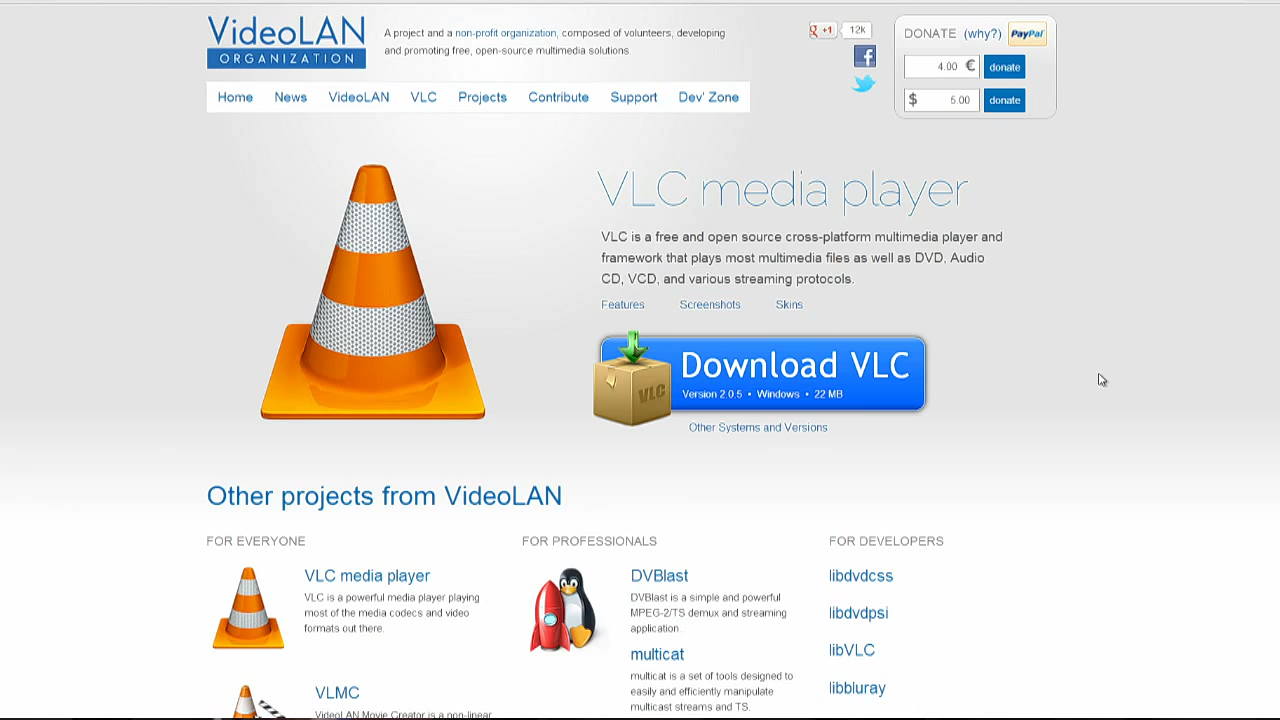 VideoLAN
ORGANIZATION
A project and a non-profit organization, composed of volunteers, developing
and promoting free, open-source multimedia solutions.
g +1
12k
DONATE (why?) PayPal
4.00 € donate
$ 5.00 donate
Home News VideoLAN VLC Projects Contribute Support Dev' Zone
VLC media player
VLC is a free and open source cross-platform multimedia player and
framework that plays most multimedia files as well as DVD, Audio
CD, VCD, and various streaming protocols.
Features Screenshots Skins
VLC
Download VLC
Version 2.0.5 • Windows • 22 MB
Other Systems and Versions
Other projects from VideoLAN
FOR EVERYONE
VLC media player
VLC is a powerful media player playing
most of the media codecs and video
formats out there.
VLMC
VideoLAN Movie Creator is a non-linear
FOR PROFESSIONALS
DVBlast
DVBlast is a simple and powerful
MPEG-2/TS demux and streaming
application.
multicat
multicat is a set of tools designed to
easily and efficiently manipulate
multicast streams and TS.
FOR DEVELOPERS
libdvdcss
libdvdpsi
libVLC
libbluray